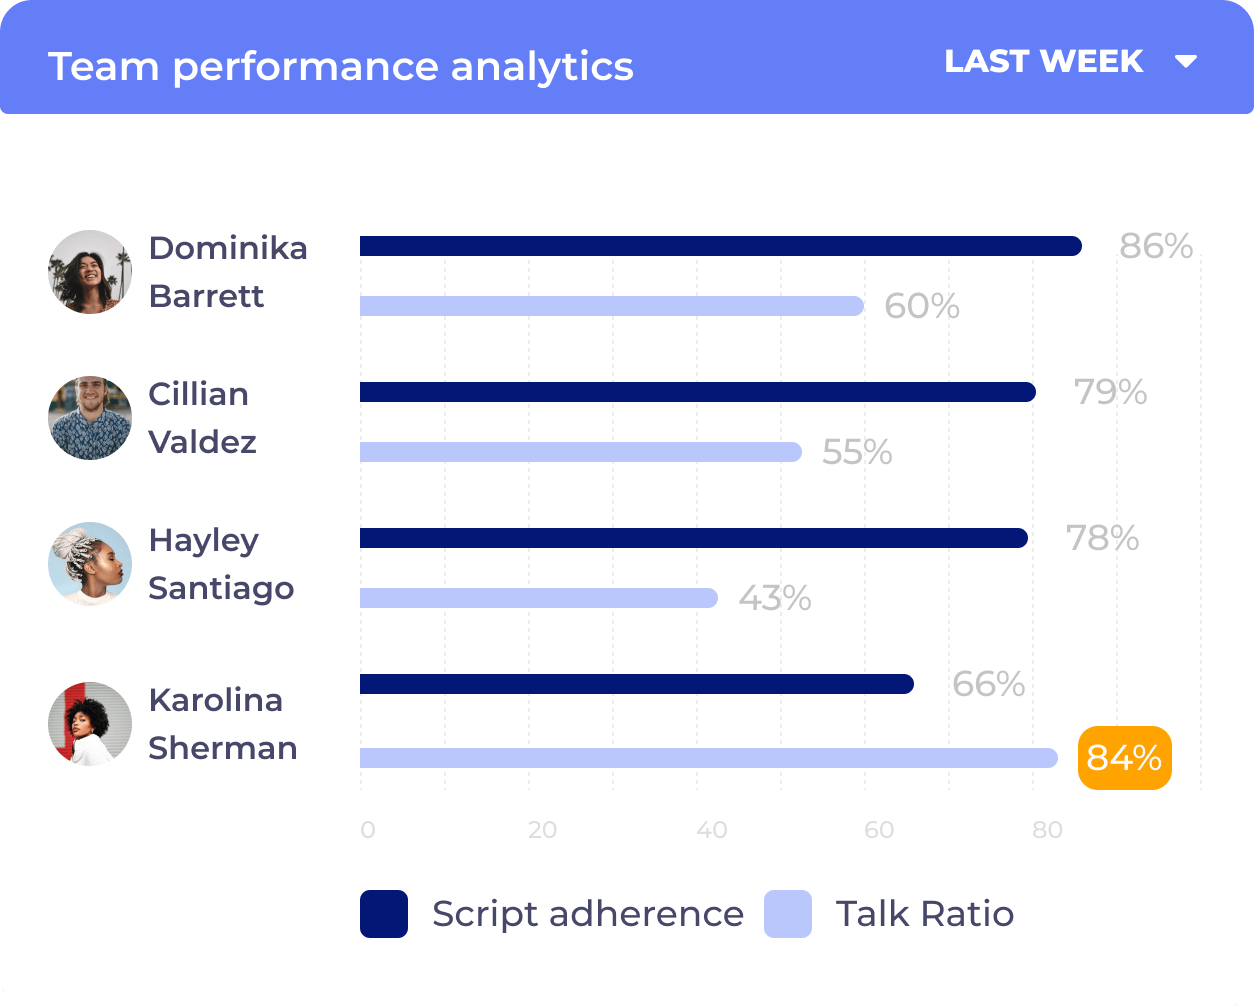 Team performance analytics
LAST WEEK
Dominika
Barrett
86%
60%
Cillian
Valdez
79%
55%
Hayley
Santiago
78%
43%
Karolina
Sherman
66%
84%
0 20 40 60 80
Script adherence Talk Ratio